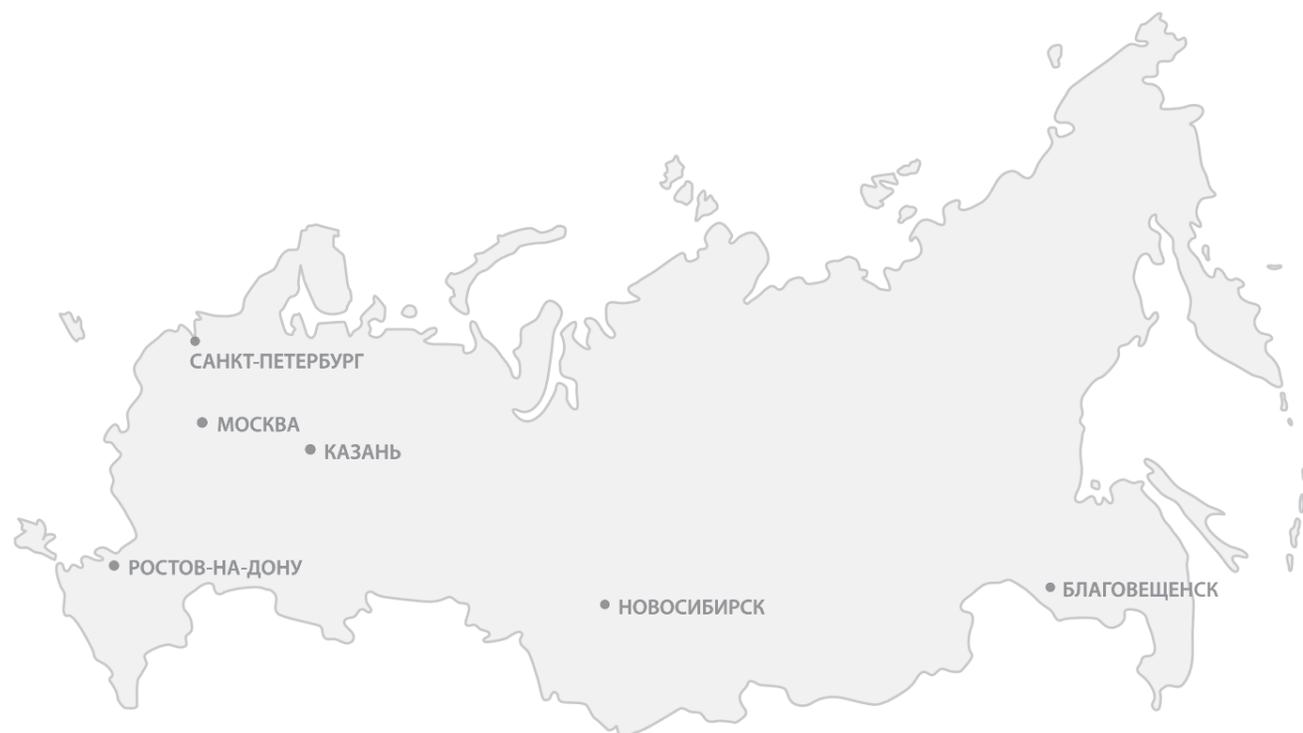 САНКТ-ПЕТЕРБУРГ
МОСКВА
КАЗАНЬ
РОСТОВ-НА-ДОНУ
БЛАГОВЕЩЕНСК
НОВОСИБИРСК